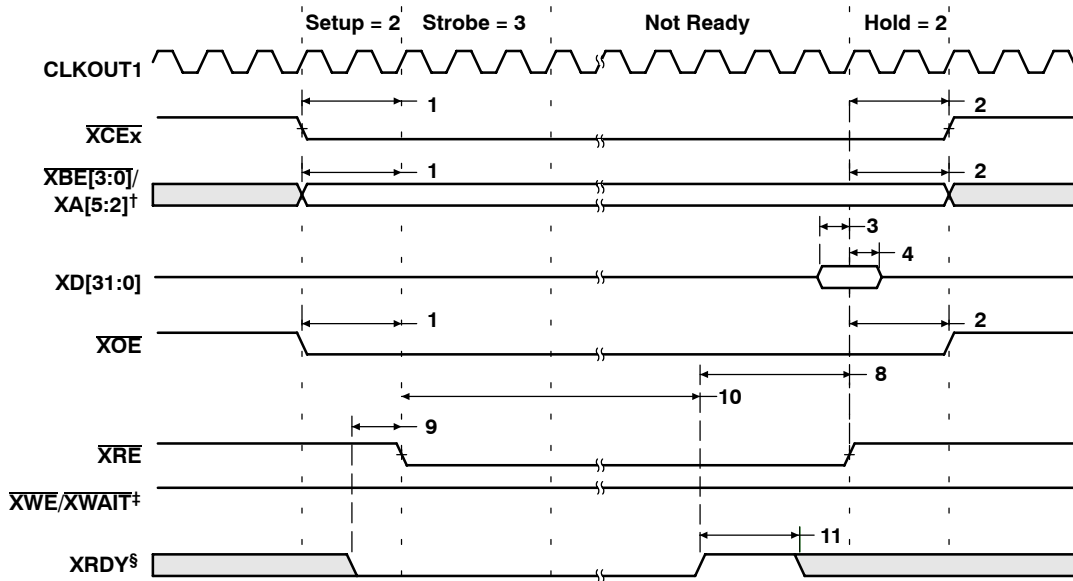 Setup = 2 Strobe = 3 Not Ready Hold = 2
CLKOUT1
XCEx 1 2
XBE[3:0]/
XA[5:2]† 1 2
3
4
XD[31:0]
XOE 1 2
8
10
9
XRE
XWE/XWAIT‡
11
XRDY§